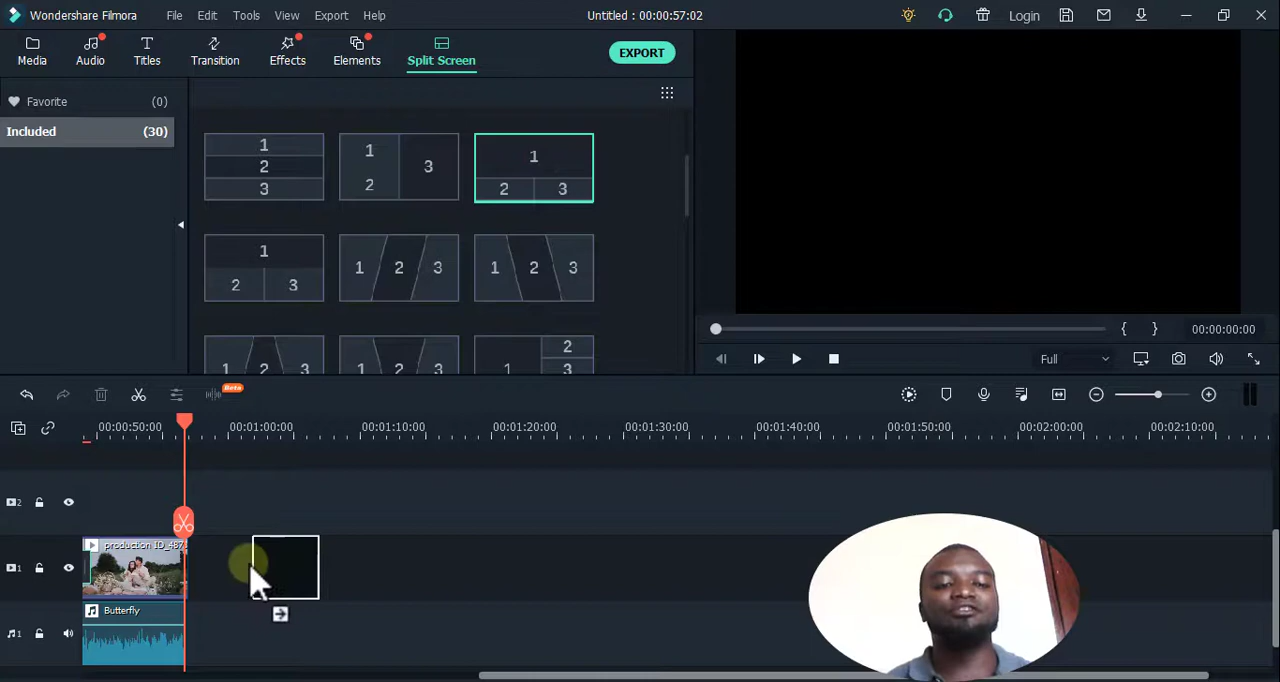 Wondershare Filmora File Edit Tools View Export Help Untitled : 00:00:57:02 Login
Media Audio Titles Transition Effects Elements Split Screen EXPORT
Favorite (0)
Included (30)
1 1 1
2 3
3 2 2 3
1 1 2 3 1 2 3
2 3
1 2 3 1 2 3 1 2
3
{ } 00:00:00:00
Full
Beta
00:00:50:00 00:01:00:00 00:01:10:00 00:01:20:00 00:01:30:00 00:01:40:00 00:01:50:00 00:02:00:00 00:02:10:00
2
1 production ID_487
Butterfly
1